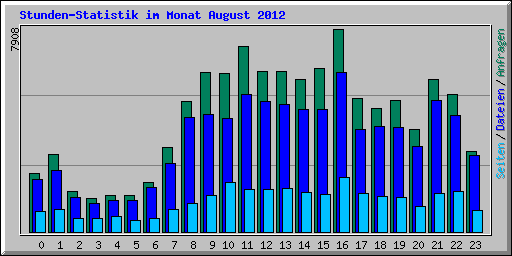 Stunden-Statistik im Monat August 2012
7908
Seiten / Dateien / Anfragen
0 1 2 3 4 5 6 7 8 9 10 11 12 13 14 15 16 17 18 19 20 21 22 23